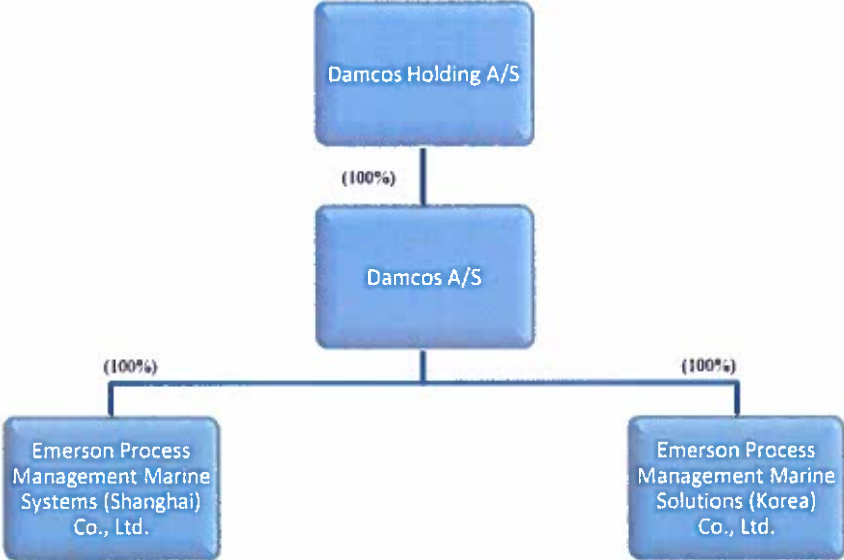 Damcos Holding A/S
(100%)
Damcos A/S
(100%)
(100%)
Emerson Process
Management Marine
Systems (Shanghai)
Co., Ltd.
Emerson Process
Management Marine
Solutions (Korea)
Co., Ltd.